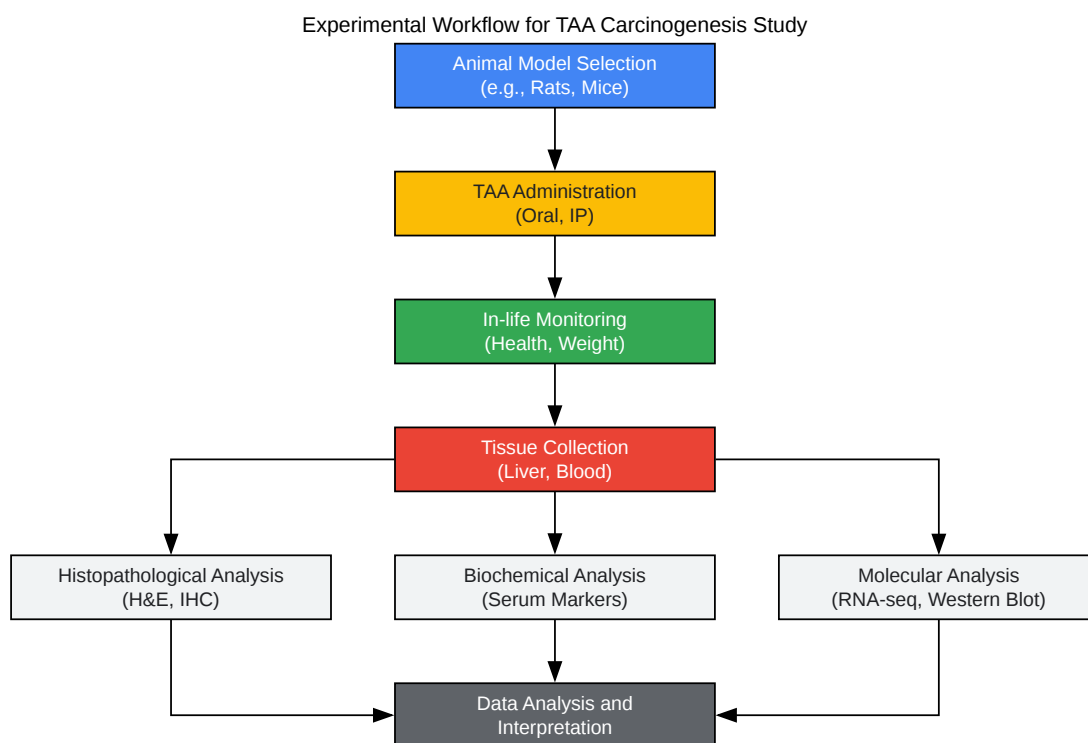 Experimental Workflow for TAA Carcinogenesis Study
Animal Model Selection
(e.g., Rats, Mice)
TAA Administration
(Oral, IP)
In-life Monitoring
(Health, Weight)
Tissue Collection
(Liver, Blood)
Histopathological Analysis
(H&E, IHC)
Biochemical Analysis
(Serum Markers)
Molecular Analysis
(RNA-seq, Western Blot)
Data Analysis and
Interpretation